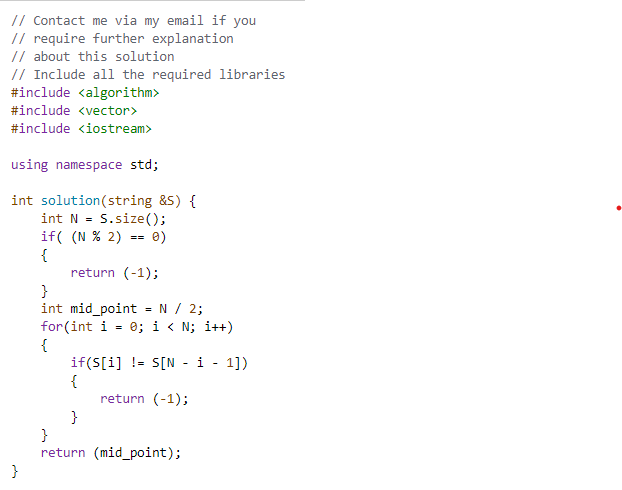 // Contact me via my email if you
// require further explanation
// about this solution
// Include all the required libraries
#include <algorithm>
#include <vector>
#include <iostream>

using namespace std;

int solution(string &S) {
    int N = S.size();
    if( (N % 2) == 0)
    {
        return (-1);
    }
    int mid_point = N / 2;
    for(int i = 0; i < N; i++)
    {
        if(S[i] != S[N - i - 1])
        {
            return (-1);
        }
    }
    return (mid_point);
}